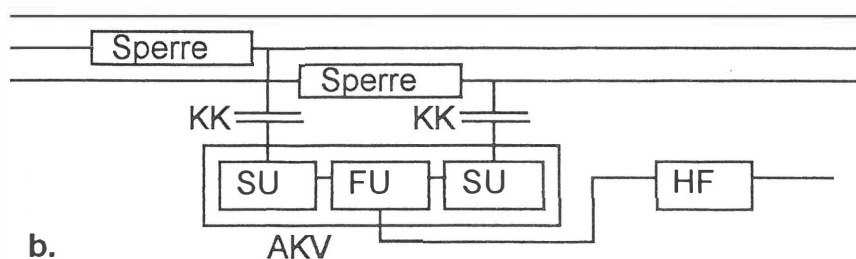 Sperre
Sperre
KK KK
SU FU SU HF
b. AKV